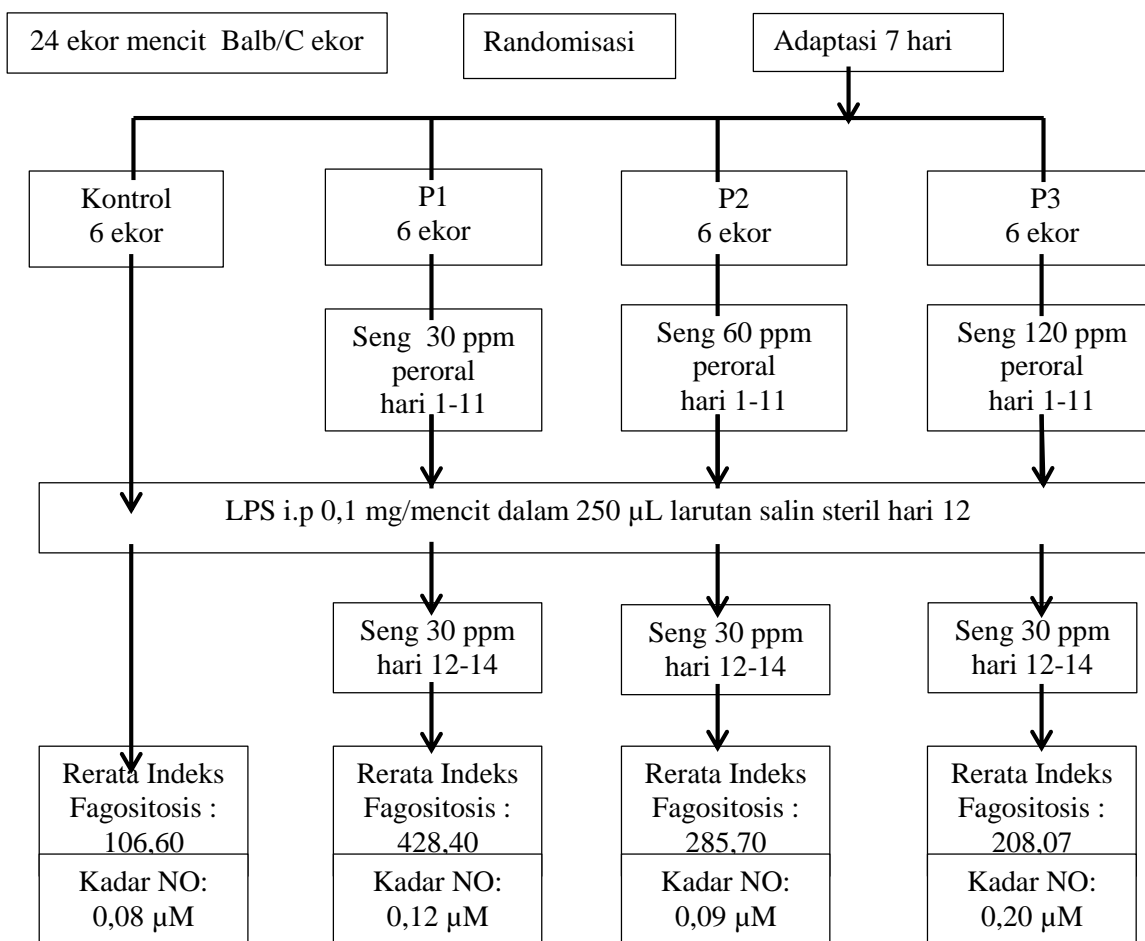 24 ekor mencit Balb/C ekor
Randomisasi
Adaptasi 7 hari
Kontrol
6 ekor
P1
6 ekor
P2
6 ekor
P3
6 ekor
Seng 30 ppm
peroral
hari 1-11
Seng 60 ppm
peroral
hari 1-11
Seng 120 ppm
peroral
hari 1-11
LPS i.p 0,1 mg/mencit dalam 250 µL larutan salin steril hari 12
Seng 30 ppm
hari 12-14
Seng 30 ppm
hari 12-14
Seng 30 ppm
hari 12-14
Rerata Indeks
Fagositosis :
106,60
Rerata Indeks
Fagositosis :
428,40
Rerata Indeks
Fagositosis :
285,70
Rerata Indeks
Fagositosis :
208,07
Kadar NO:
0,08 µM
Kadar NO:
0,12 µM
Kadar NO:
0,09 µM
Kadar NO:
0,20 µM